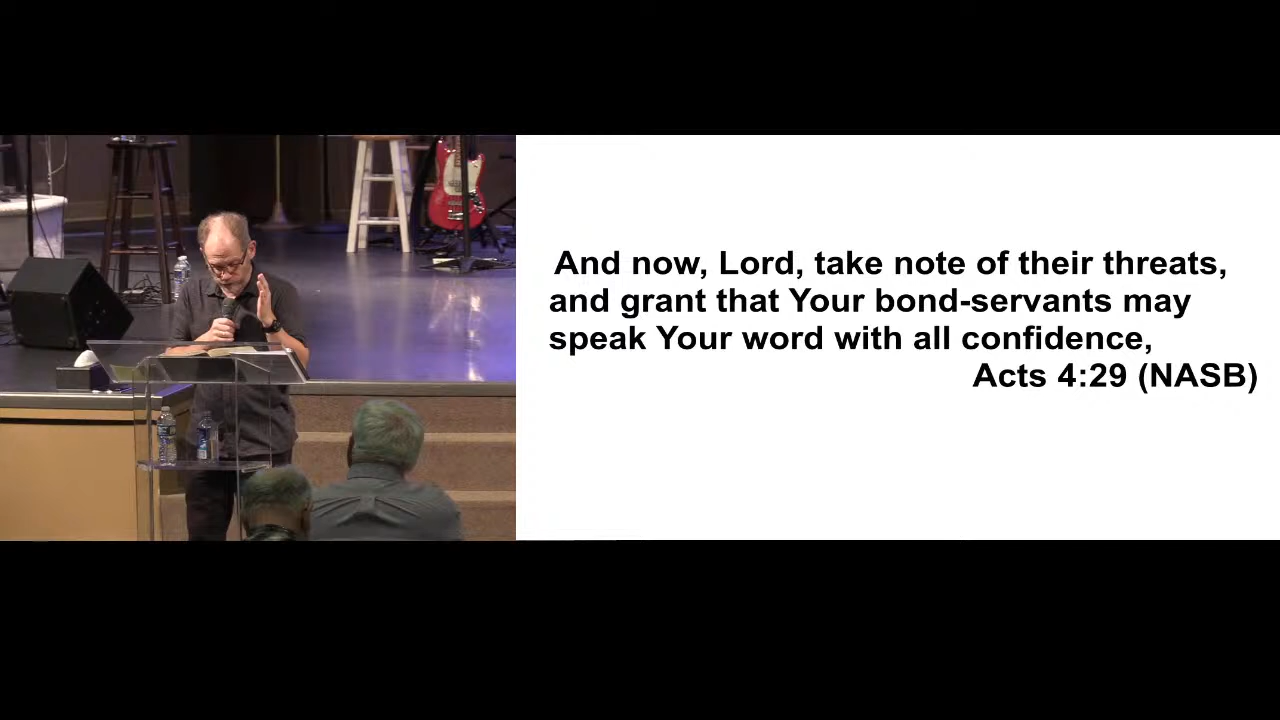 And now, Lord, take note of their threats,
and grant that Your bond-servants may
speak Your word with all confidence,
Acts 4:29 (NASB)